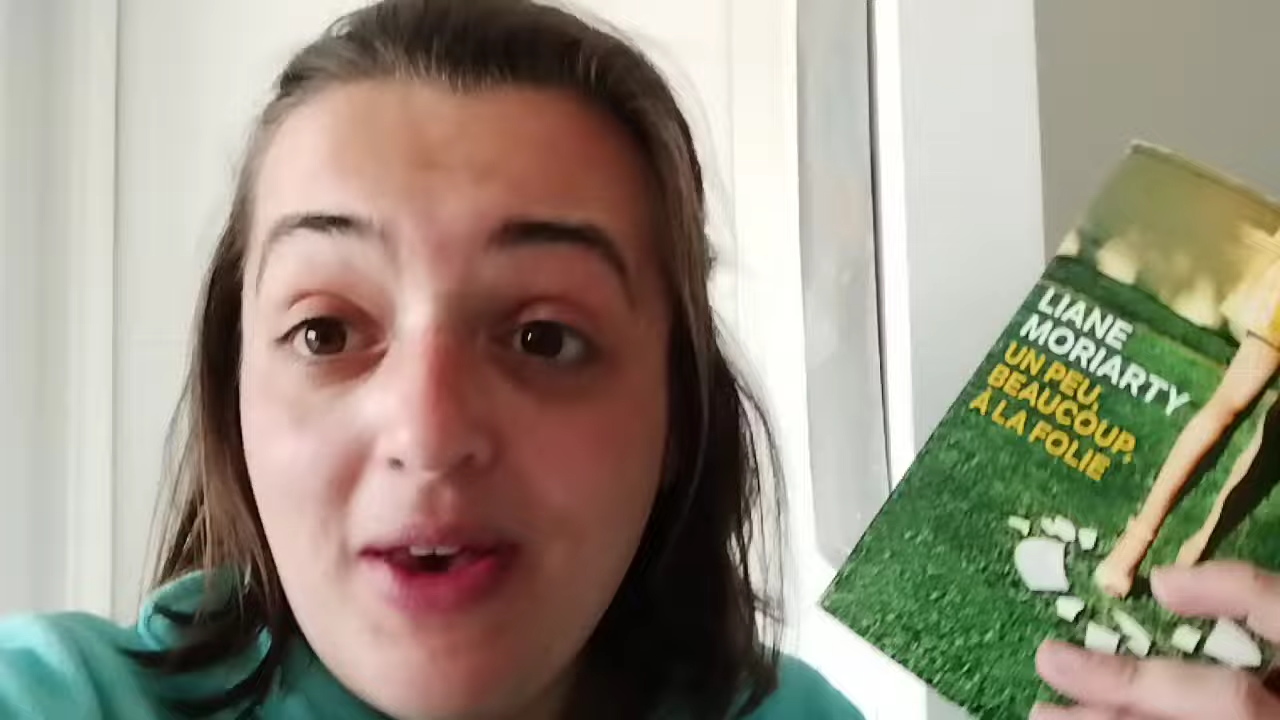 LIANE
MORIARTY
UN PEU,
BEAUCOUP,
À LA FOLIE